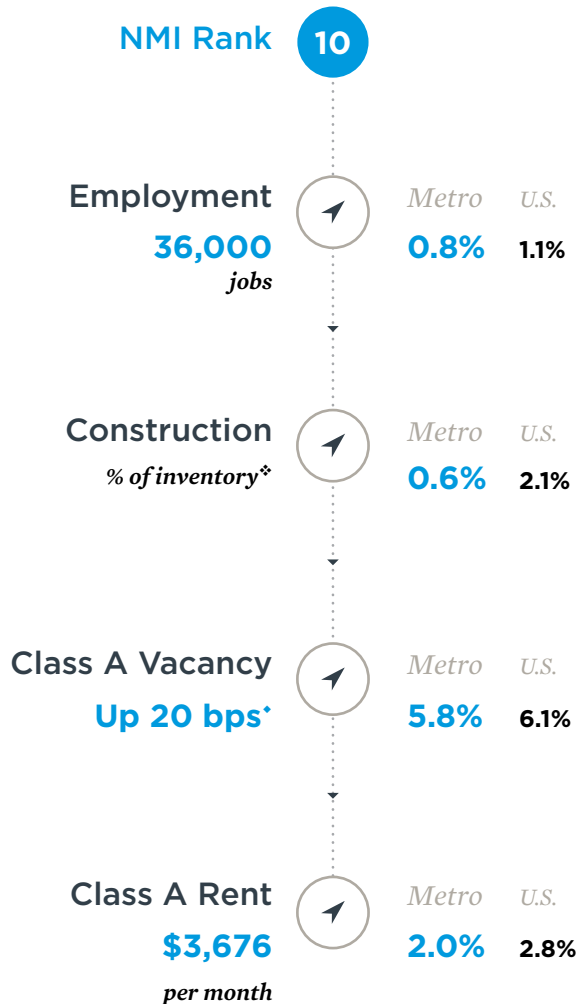 NMI Rank 10
Employment Metro U.S.
36,000 0.8% 1.1%
jobs
Construction Metro U.S.
% of inventory❖ 0.6% 2.1%
Class A Vacancy Metro U.S.
Up 20 bps◆ 5.8% 6.1%
Class A Rent Metro U.S.
$3,676 2.0% 2.8%
per month